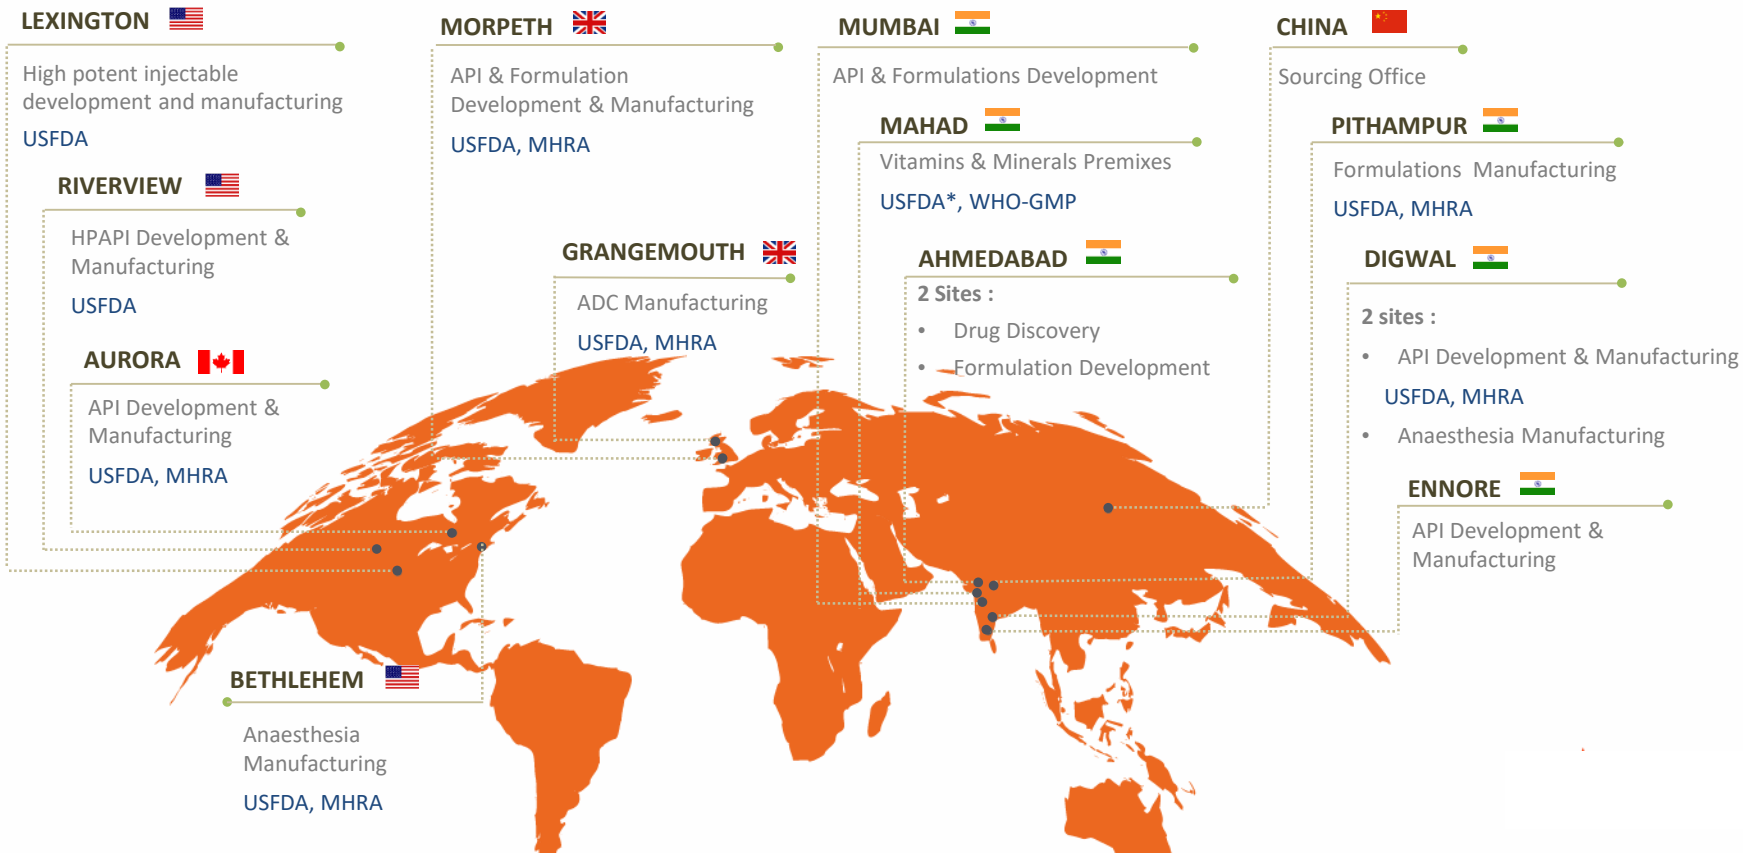 LEXINGTON
High potent injectable
development and manufacturing
USFDA
RIVERVIEW
HPAPI Development &
Manufacturing
USFDA
AURORA
API Development &
Manufacturing
USFDA, MHRA
BETHLEHEM
Anaesthesia
Manufacturing
USFDA, MHRA
MORPETH
API & Formulation
Development & Manufacturing
USFDA, MHRA
GRANGEMOUTH
ADC Manufacturing
USFDA, MHRA
MUMBAI
API & Formulations Development
MAHAD
Vitamins & Minerals Premixes
USFDA*, WHO-GMP
AHMEDABAD
2 Sites :
• Drug Discovery
• Formulation Development
CHINA
Sourcing Office
PITHAMPUR
Formulations Manufacturing
USFDA, MHRA
DIGWAL
2 sites :
• API Development & Manufacturing
USFDA, MHRA
• Anaesthesia Manufacturing
ENNORE
API Development &
Manufacturing